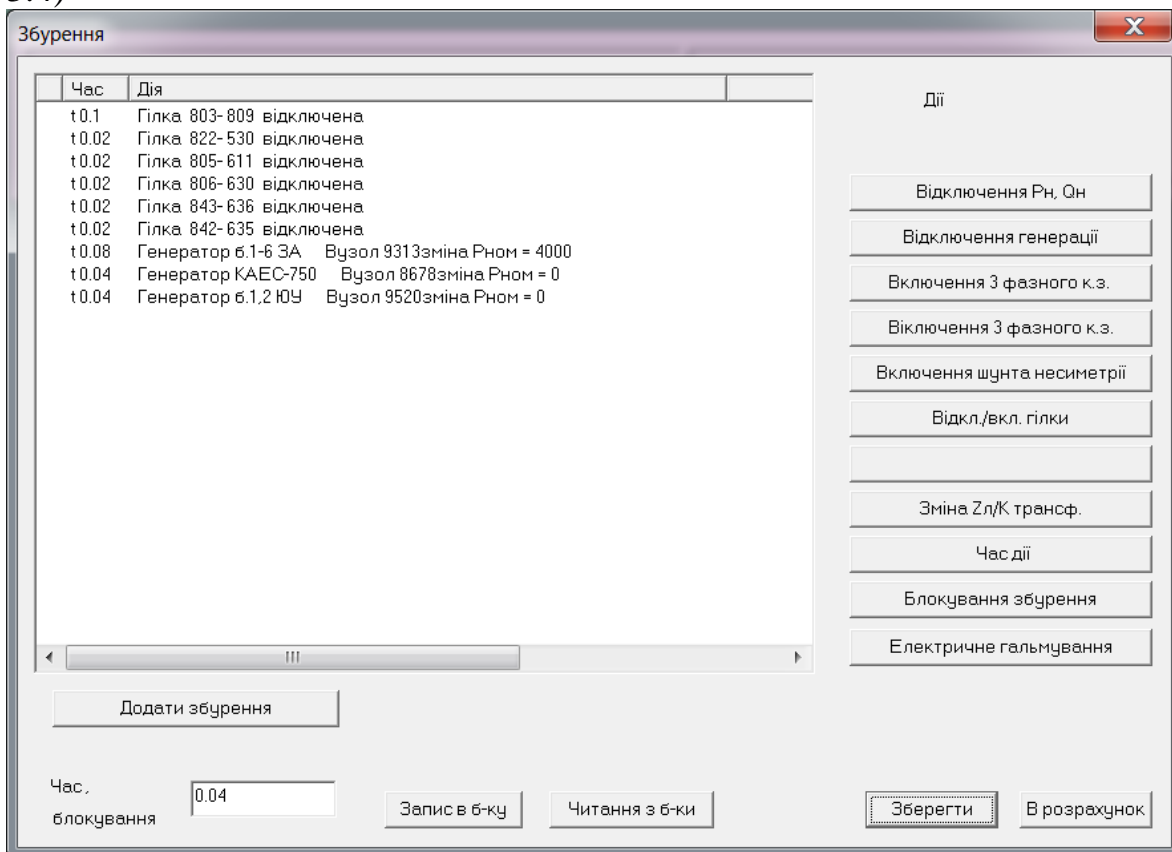 Збурення
Час Дія
t 0.1 Гілка 803- 809 відключена
t 0.02 Гілка 822- 530 відключена
t 0.02 Гілка 805- 611 відключена
t 0.02 Гілка 806- 630 відключена
t 0.02 Гілка 843- 636 відключена
t 0.02 Гілка 842- 635 відключена
t 0.08 Генератор б.1-6 ЗА Вузол 9313зміна Рном = 4000
t 0.04 Генератор КАЕС-750 Вузол 8678зміна Рном = 0
t 0.04 Генератор б.1,2 ЮУ Вузол 9520зміна Рном = 0
Дії
Відключення Рн, Qн
Відключення генерації
Включення 3 фазного к.з.
Віключення 3 фазного к.з.
Включення шунта несиметрії
Відкл./вкл. гілки
Зміна Zл/К трансф.
Час дії
Блокування збурення
Електричне гальмування
Додати збурення
Час,
блокування
0.04
Запис в б-ку
Читання з б-ки
Зберегти
В розрахунок